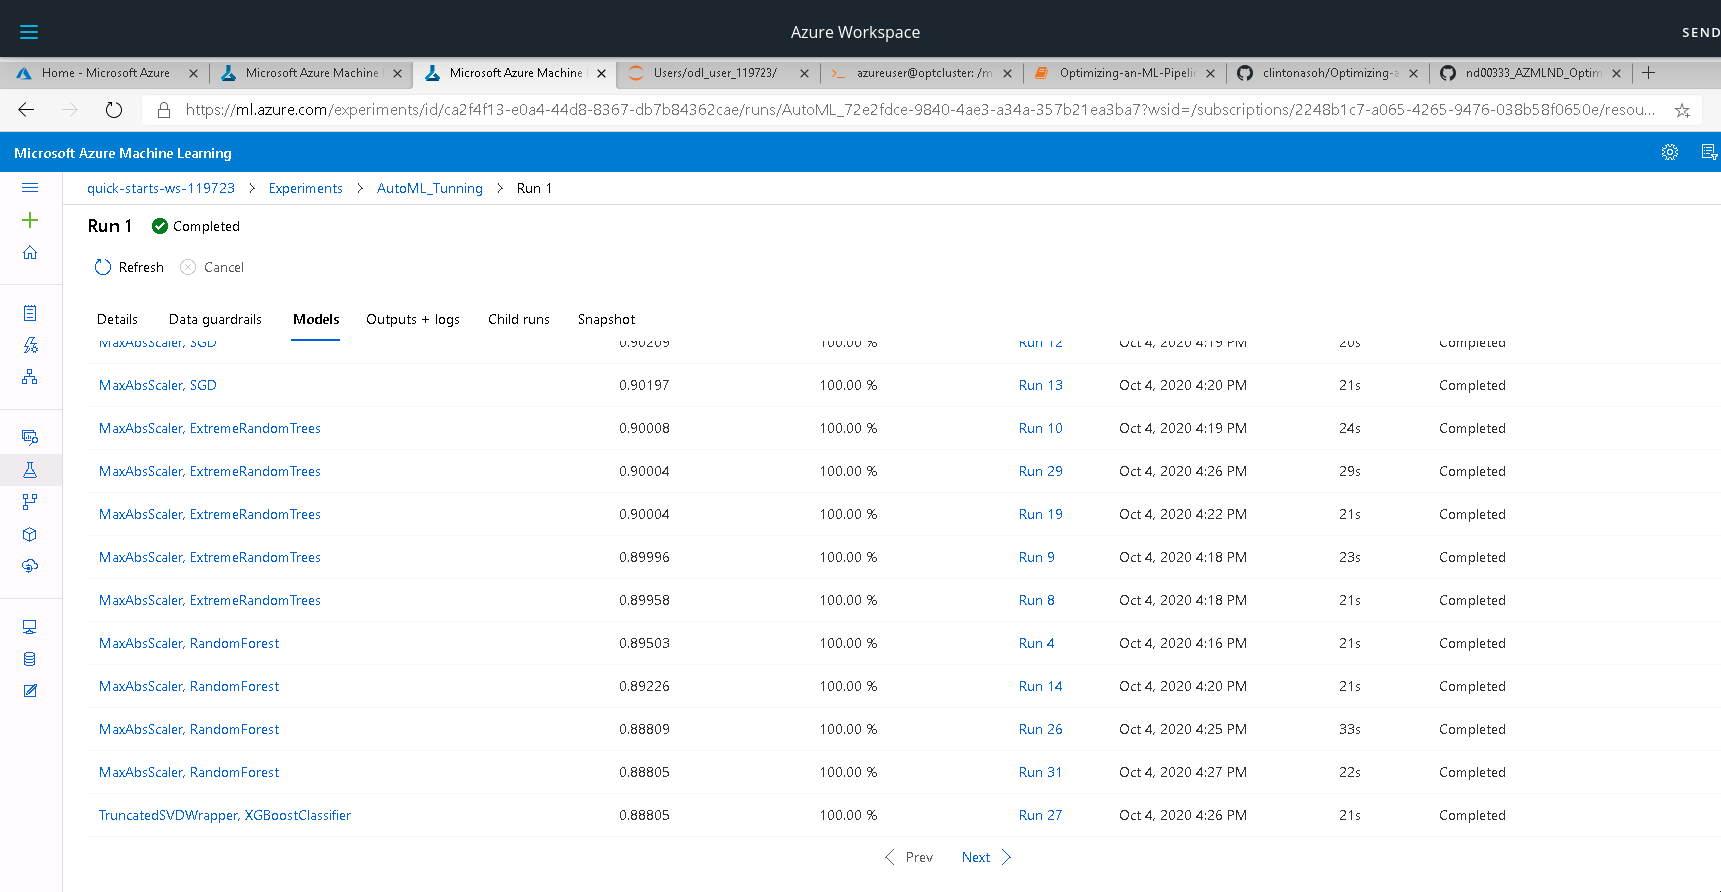 Azure Workspace
SEND
Home - Microsoft Azure
Microsoft Azure Machine
Microsoft Azure Machine
Users/odl_user_119723/
azureuser@optcluster: /m
Optimizing-an-ML-Pipelin
clintonasoh/Optimizing-a
nd00333_AZMLND_Optim
https://ml.azure.com/experiments/id/ca2f4f13-e0a4-44d8-8367-db7b84362cae/runs/AutoML_72e2fdce-9840-4ae3-a34a-357b21ea3ba7?wsid=/subscriptions/2248b1c7-a065-4265-9476-038b58f0650e/resou...
Microsoft Azure Machine Learning
quick-starts-ws-119723 > Experiments > AutoML_Tunning > Run 1
Run 1 Completed
Refresh Cancel
Details Data guardrails Models Outputs + logs Child runs Snapshot
MaxAbsScaler, SGD 0.90209 100.00 % Run 12 Oct 4, 2020 4:19 PM 20s Completed
MaxAbsScaler, SGD 0.90197 100.00 % Run 13 Oct 4, 2020 4:20 PM 21s Completed
MaxAbsScaler, ExtremeRandomTrees 0.90008 100.00 % Run 10 Oct 4, 2020 4:19 PM 24s Completed
MaxAbsScaler, ExtremeRandomTrees 0.90004 100.00 % Run 29 Oct 4, 2020 4:26 PM 29s Completed
MaxAbsScaler, ExtremeRandomTrees 0.90004 100.00 % Run 19 Oct 4, 2020 4:22 PM 21s Completed
MaxAbsScaler, ExtremeRandomTrees 0.89996 100.00 % Run 9 Oct 4, 2020 4:18 PM 23s Completed
MaxAbsScaler, ExtremeRandomTrees 0.89958 100.00 % Run 8 Oct 4, 2020 4:18 PM 21s Completed
MaxAbsScaler, RandomForest 0.89503 100.00 % Run 4 Oct 4, 2020 4:16 PM 21s Completed
MaxAbsScaler, RandomForest 0.89226 100.00 % Run 14 Oct 4, 2020 4:20 PM 21s Completed
MaxAbsScaler, RandomForest 0.88809 100.00 % Run 26 Oct 4, 2020 4:25 PM 33s Completed
MaxAbsScaler, RandomForest 0.88805 100.00 % Run 31 Oct 4, 2020 4:27 PM 22s Completed
TruncatedSVDWrapper, XGBoostClassifier 0.88805 100.00 % Run 27 Oct 4, 2020 4:26 PM 21s Completed
Prev Next